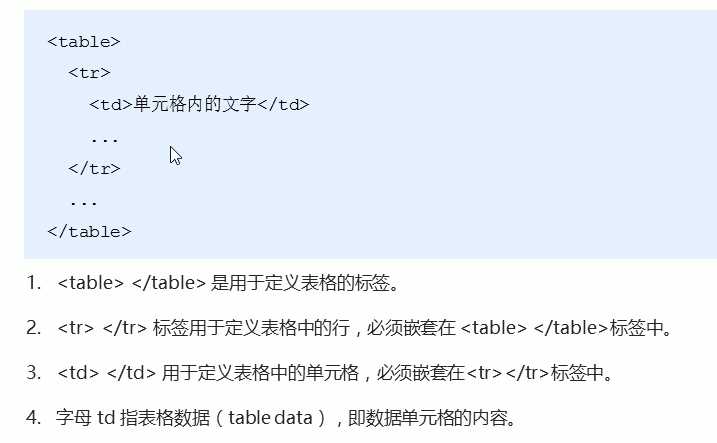 <table>
<tr>
<td>单元格内的文字</td>
...
</tr>
...
</table>
1. <table> </table> 是用于定义表格的标签。
2. <tr> </tr> 标签用于定义表格中的行，必须嵌套在 <table> </table>标签中。
3. <td> </td> 用于定义表格中的单元格，必须嵌套在<tr></tr>标签中。
4. 字母 td 指表格数据（table data），即数据单元格的内容。